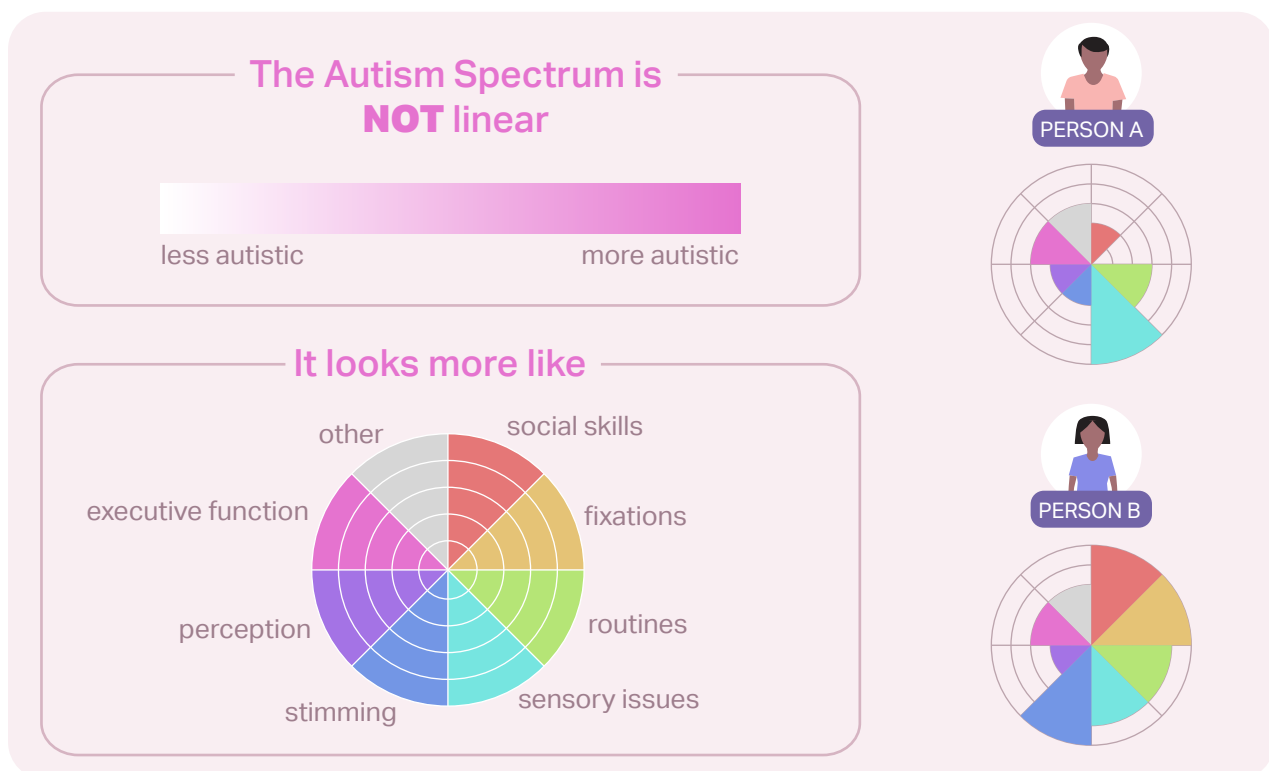 The Autism Spectrum is
NOT linear
less autistic
more autistic
It looks more like
other
social skills
executive function
fixations
perception
routines
stimming
sensory issues
PERSON A
PERSON B